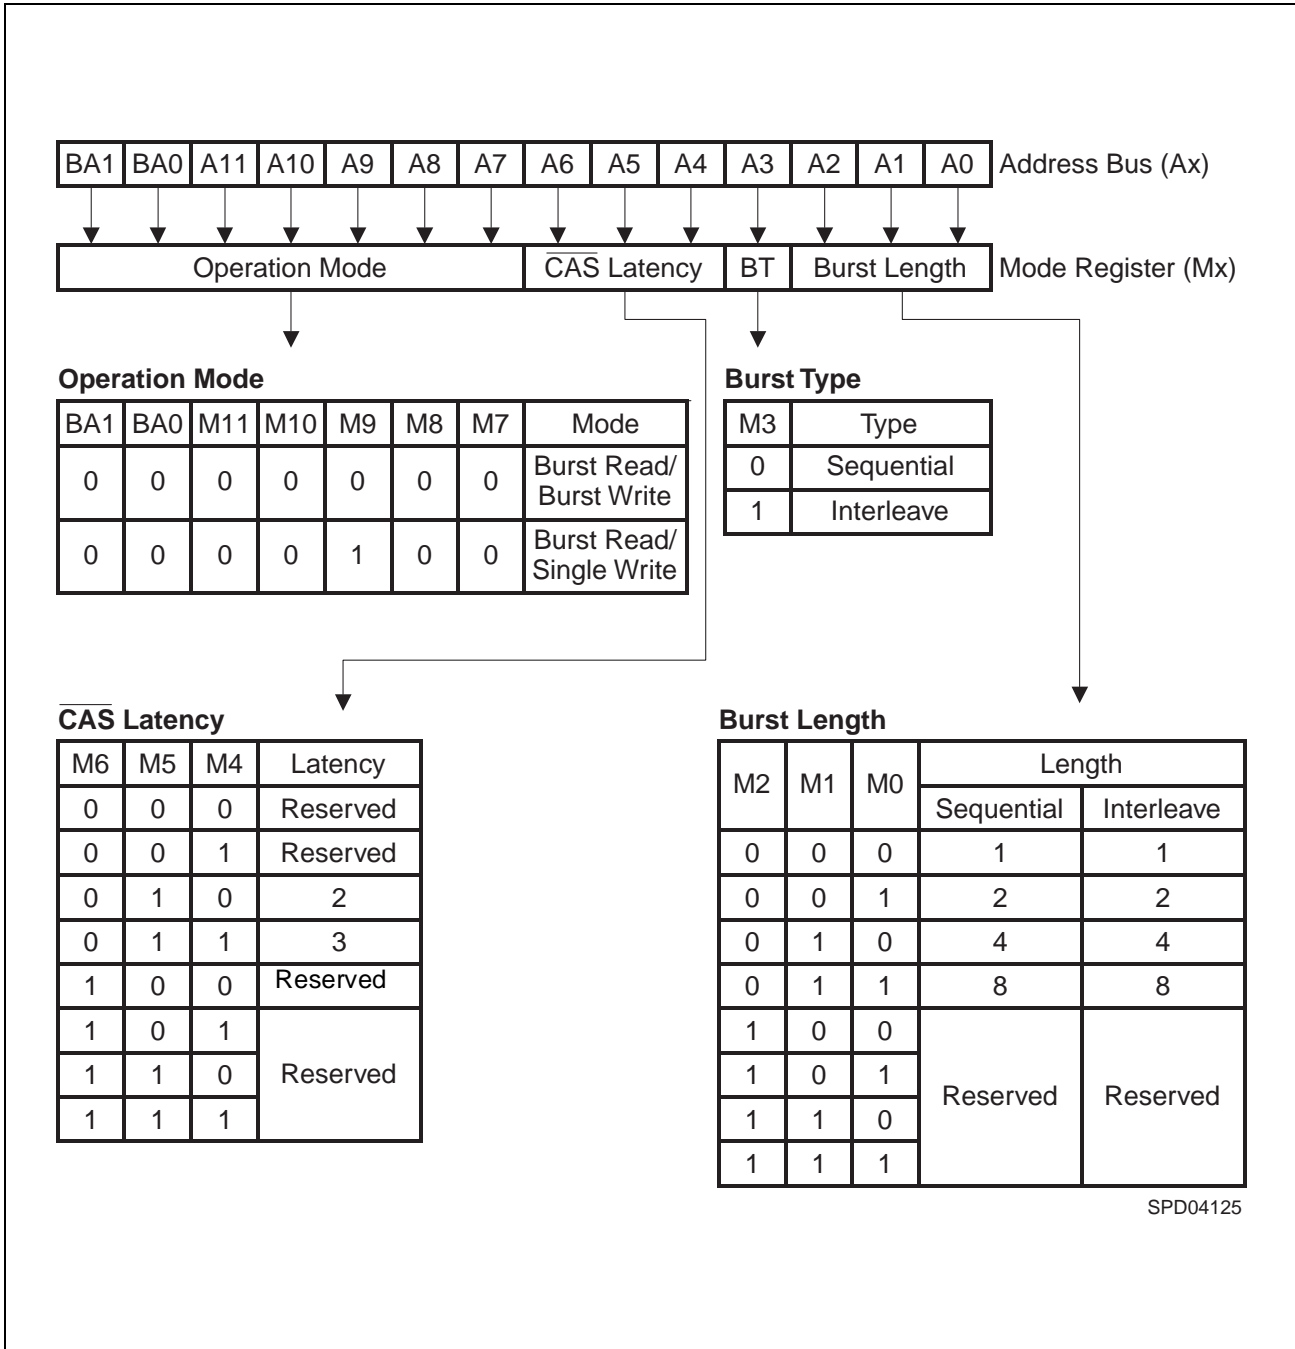 BA1 BA0 A11 A10 A9 A8 A7 A6 A5 A4 A3 A2 A1 A0 Address Bus (Ax)
Operation Mode CAS Latency BT Burst Length Mode Register (Mx)
Operation Mode
BA1 BA0 M11 M10 M9 M8 M7 Mode
0 0 0 0 0 0 0 Burst Read/
Burst Write
0 0 0 0 1 0 0 Burst Read/
Single Write
Burst Type
M3 Type
0 Sequential
1 Interleave
CAS Latency
M6 M5 M4 Latency
0 0 0 Reserved
0 0 1 Reserved
0 1 0 2
0 1 1 3
1 0 0 Reserved
1 0 1
1 1 0 Reserved
1 1 1
Burst Length
M2 M1 M0 Length
Sequential Interleave
0 0 0 1 1
0 0 1 2 2
0 1 0 4 4
0 1 1 8 8
1 0 0
1 0 1 Reserved Reserved
1 1 0
1 1 1
SPD04125